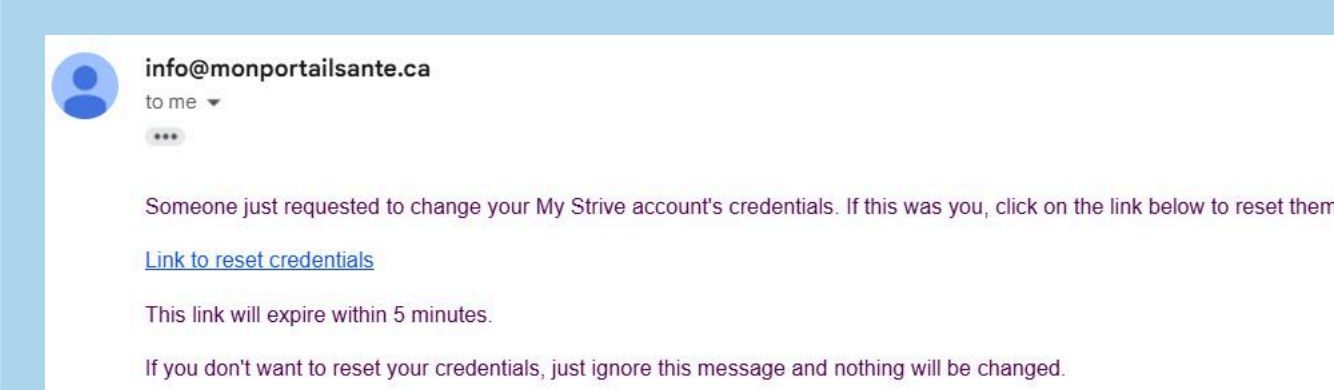 info@monportailsante.ca
to me
Someone just requested to change your My Strive account's credentials. If this was you, click on the link below to reset them
Link to reset credentials
This link will expire within 5 minutes.
If you don't want to reset your credentials, just ignore this message and nothing will be changed.